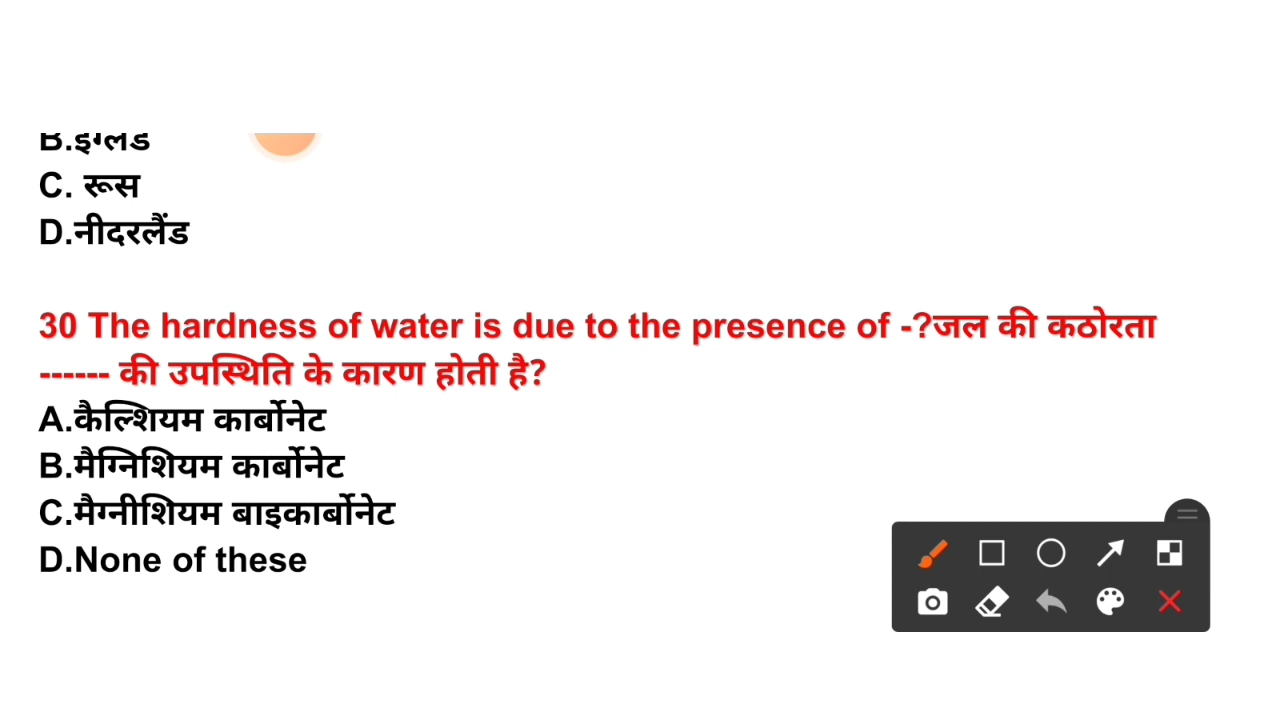 B.इंग्लैंड
C. रूस
D.नीदरलैंड
30 The hardness of water is due to the presence of -?जल की कठोरता
------ की उपस्थिति के कारण होती है?
A.कैल्शियम कार्बोनेट
B.मैग्निशियम कार्बोनेट
C.मैग्नीशियम बाइकार्बोनेट
D.None of these